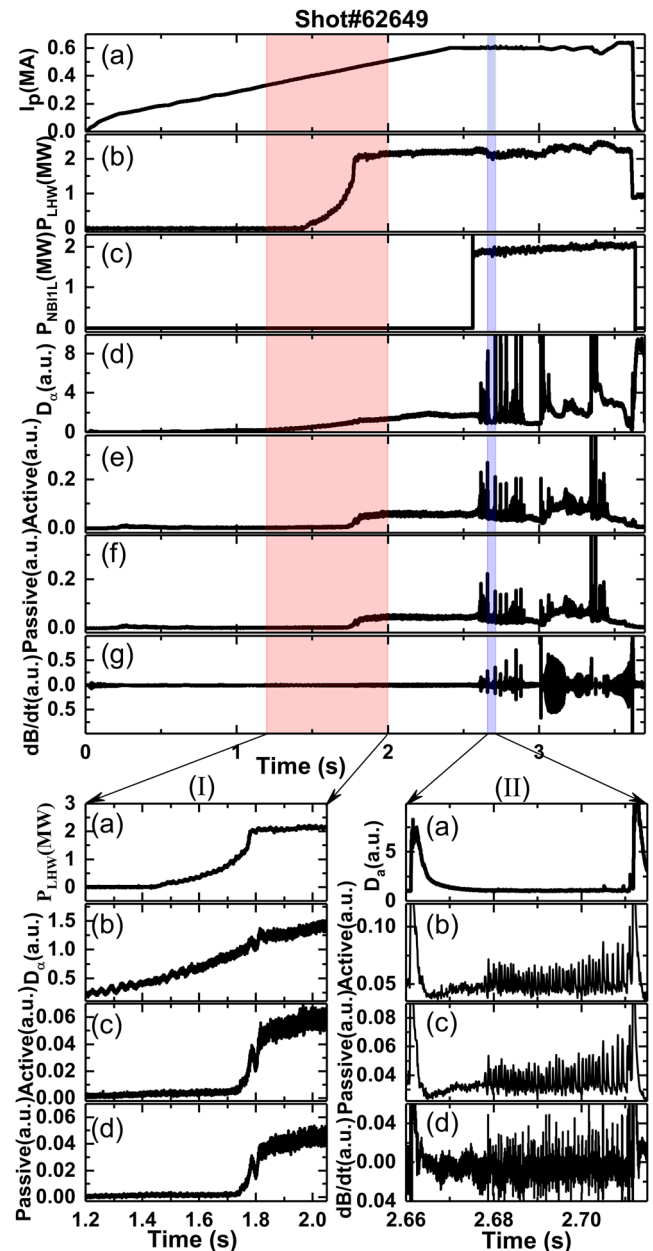 Shot#62649
(a)
I_p(MA)
0.6
0.4
0.2
0.0
(b)
P_LHW(MW)
2
1
0
(c)
P_NBI1L(MW)
2
1
0
(d)
D_α(a.u.)
8
4
0
(e)
Active(a.u.)
0.2
0.0
(f)
Passive(a.u.)
0.2
0.0
(g)
dB/dt(a.u.)
0.5
0.0
0.5
0 1 2 3
Time (s)
(I) (II)
(a)
P_LHW(MW)
3
2
1
0
(b)
D_α(a.u.)
1.5
1.0
0.5
(c)
Active(a.u.)
0.06
0.04
0.02
0.00
(d)
Passive(a.u.)
0.06
0.04
0.02
0.00
1.2 1.4 1.6 1.8 2.0
Time (s)
(a)
D_a(a.u.)
5
(b)
Active(a.u.)
0.10
0.05
(c)
Passive(a.u.)
0.08
0.06
0.04
(d)
dB/dt(a.u.)
0.04
0.00
0.04
2.66 2.68 2.70
Time (s)